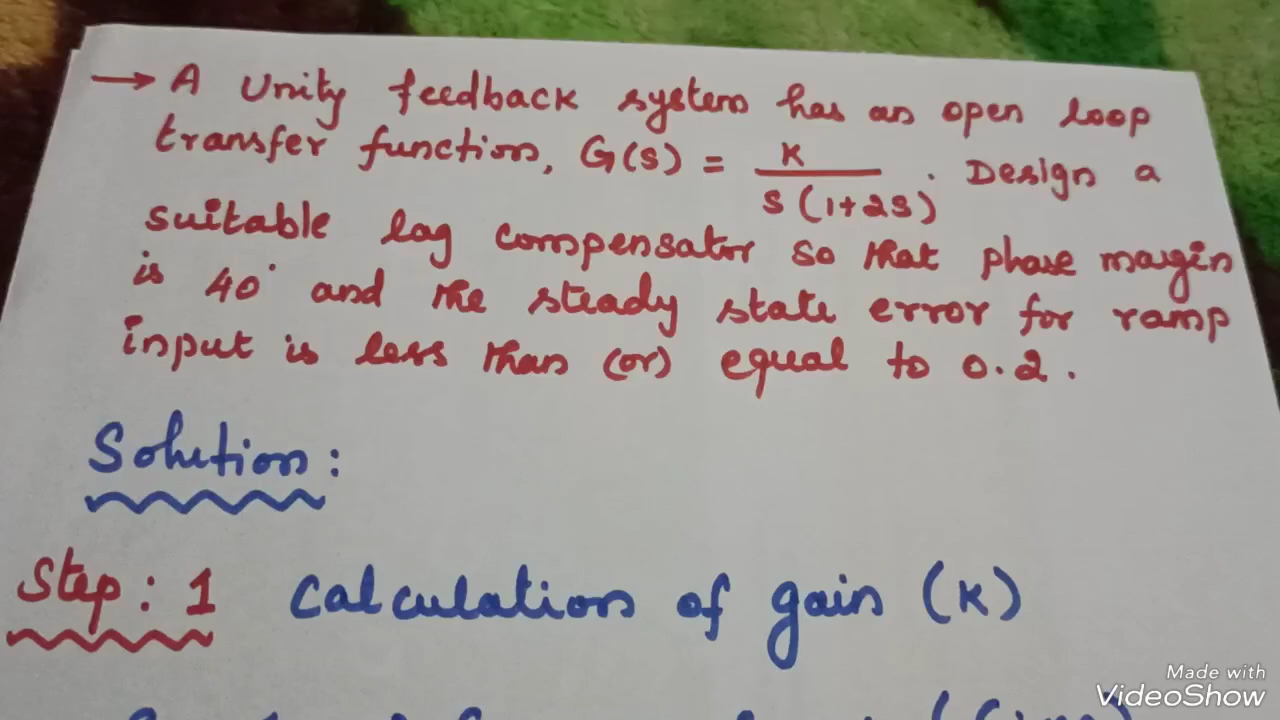 → A Unity feedback system has an open loop
transfer function, G(s) = K / s(1+2s) . Design a
suitable lag compensator so that phase margin
is 40° and the steady state error for ramp
input is less than (or) equal to 0.2 .
Solution:
Step: 1 Calculation of gain (K)
Made with
VideoShow